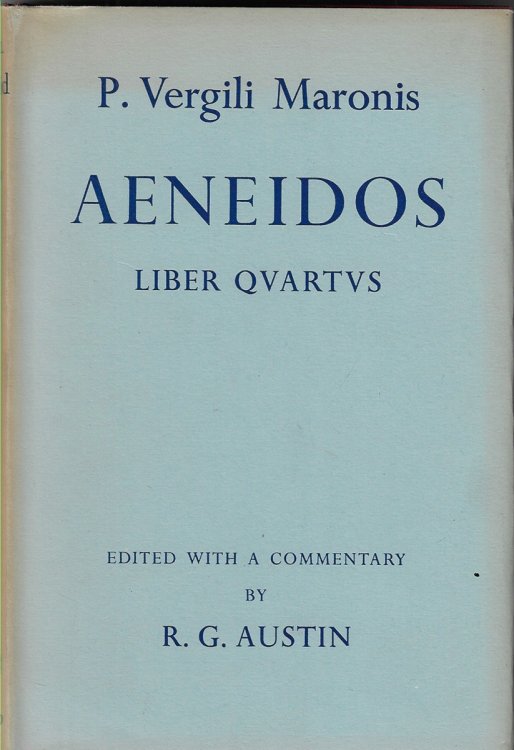 P. Vergili Maronis
AENEIDOS
LIBER QVARTVS
EDITED WITH A COMMENTARY
BY
R. G. AUSTIN